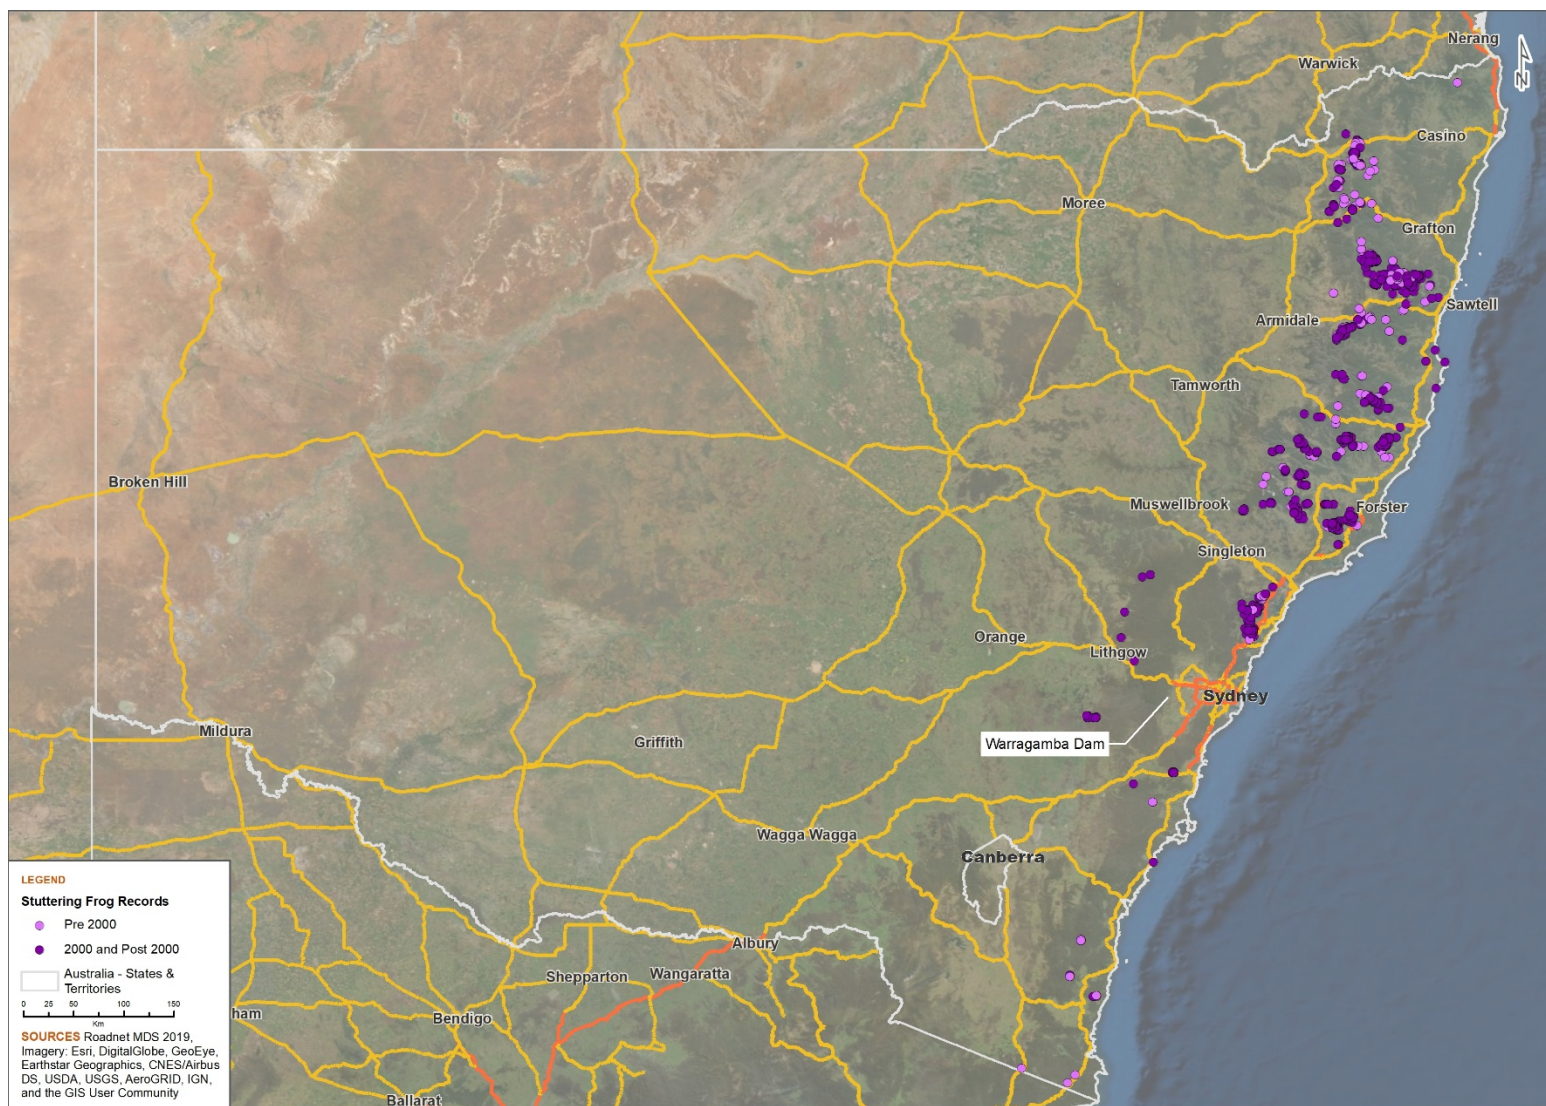 Nerang
Warwick
Casino
Moree
Grafton
Sawtell
Armidale
Tamworth
Broken Hill
Muswellbrook
Forster
Singleton
Orange
Lithgow
Sydney
Mildura
Griffith
Warragamba Dam
Wagga Wagga
Canberra
Albury
Shepparton
Wangaratta
ham
Bendigo
Ballarat
N
LEGEND
Stuttering Frog Records
Pre 2000
2000 and Post 2000
Australia - States &
Territories
0 25 50 100 150
Km
SOURCES Roadnet MDS 2019,
Imagery: Esri, DigitalGlobe, GeoEye,
Earthstar Geographics, CNES/Airbus
DS, USDA, USGS, AeroGRID, IGN,
and the GIS User Community